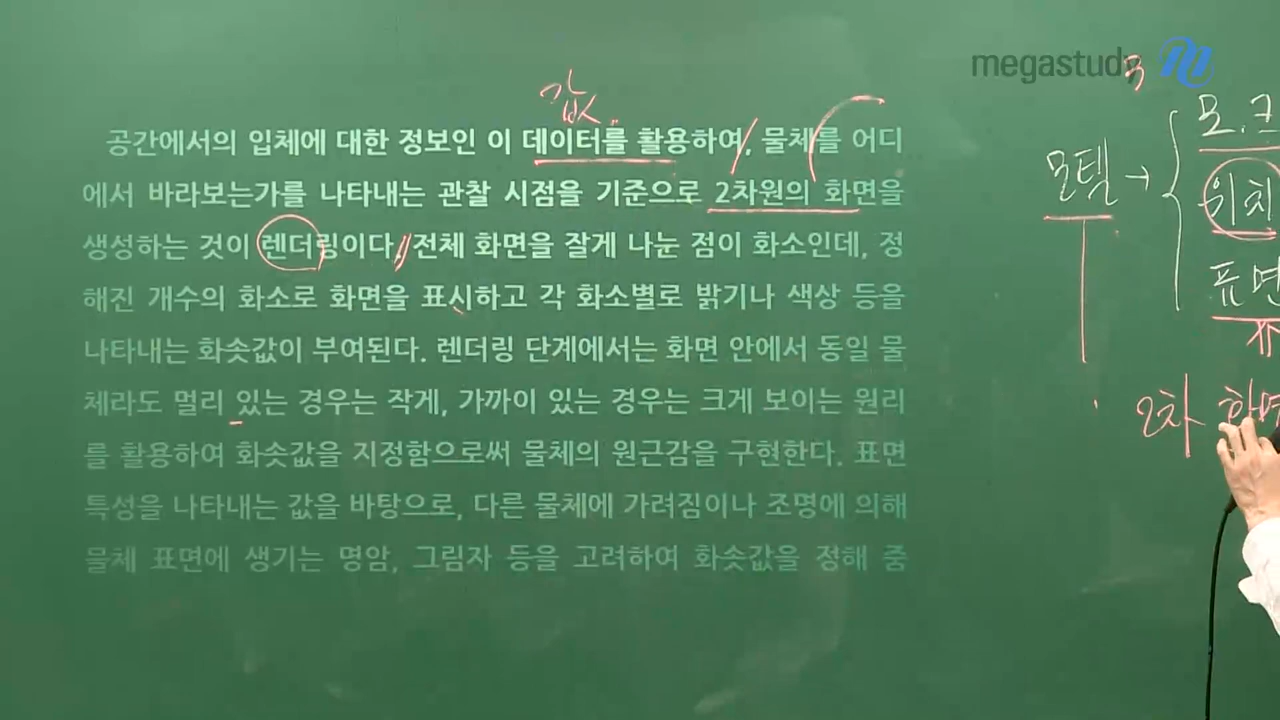 megastudy
값
공간에서의 입체에 대한 정보인 이 데이터를 활용하여, 물체를 어디
에서 바라보는가를 나타내는 관찰 시점을 기준으로 2차원의 화면을
생성하는 것이 렌더링이다. 전체 화면을 잘게 나눈 점이 화소인데, 정
해진 개수의 화소로 화면을 표시하고 각 화소별로 밝기나 색상 등을
나타내는 화솟값이 부여된다. 렌더링 단계에서는 화면 안에서 동일 물
체라도 멀리 있는 경우는 작게, 가까이 있는 경우는 크게 보이는 원리
를 활용하여 화솟값을 지정함으로써 물체의 원근감을 구현한다. 표면
특성을 나타내는 값을 바탕으로, 다른 물체에 가려짐이나 조명에 의해
물체 표면에 생기는 명암, 그림자 등을 고려하여 화솟값을 정해 줌
3
모.크
모델 →
위치
표면
2차 화면